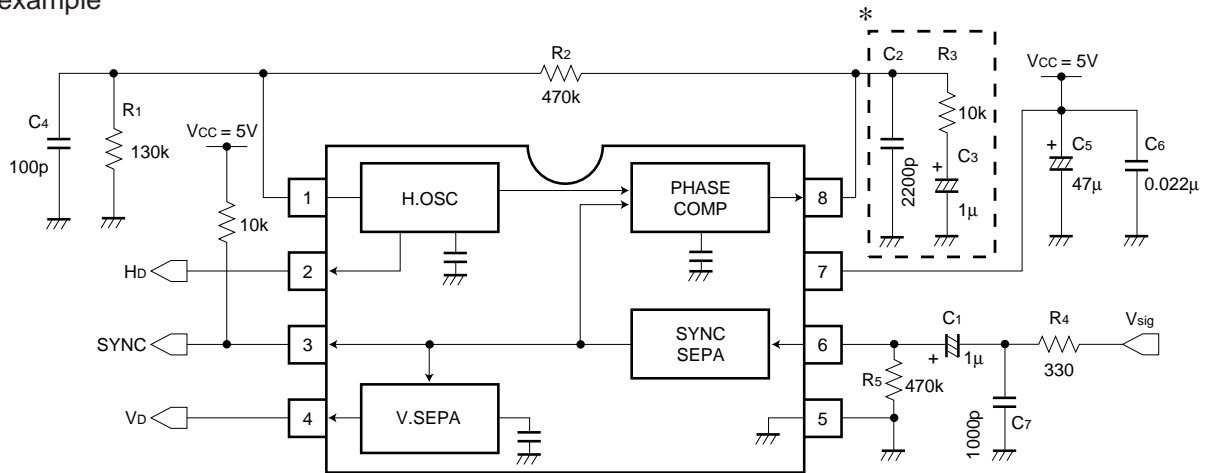 example
*
R2
470k
C2
R3
10k
C3
+
2200p
1μ
VCC = 5V
C5
+
47μ
C6
0.022μ
C4
100p
R1
130k
VCC = 5V
10k
1
H.OSC
PHASE
COMP
8
HD
2
7
SYNC
3
SYNC
SEPA
6
C1
+
1μ
R4
330
Vsig
R5
470k
VD
4
V.SEPA
5
1000p
C7